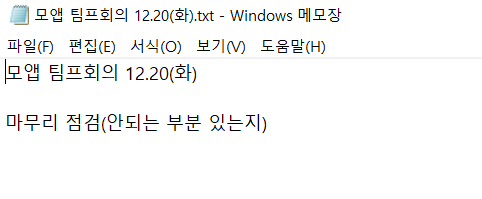 모앱 팀프회의 12.20(화).txt - Windows 메모장
파일(F) 편집(E) 서식(O) 보기(V) 도움말(H)
모앱 팀프회의 12.20(화)
마무리 점검(안되는 부분 있는지)